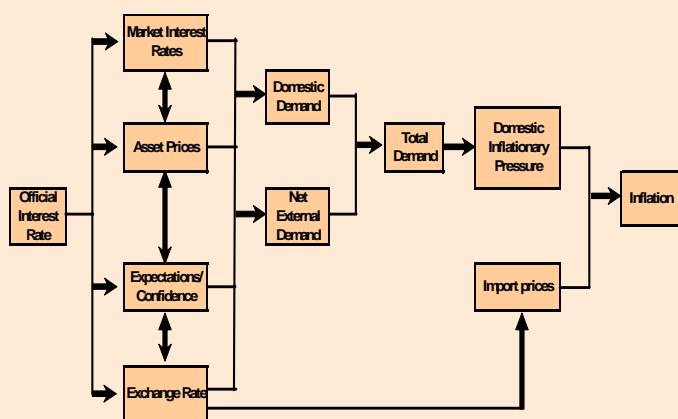 Market Interest
Rates
Asset Prices
Official
Interest
Rate
Expectations/
Confidence
Exchange Rate
Domestic
Demand
Net
External
Demand
Total
Demand
Domestic
Inflationary
Pressure
Import prices
Inflation